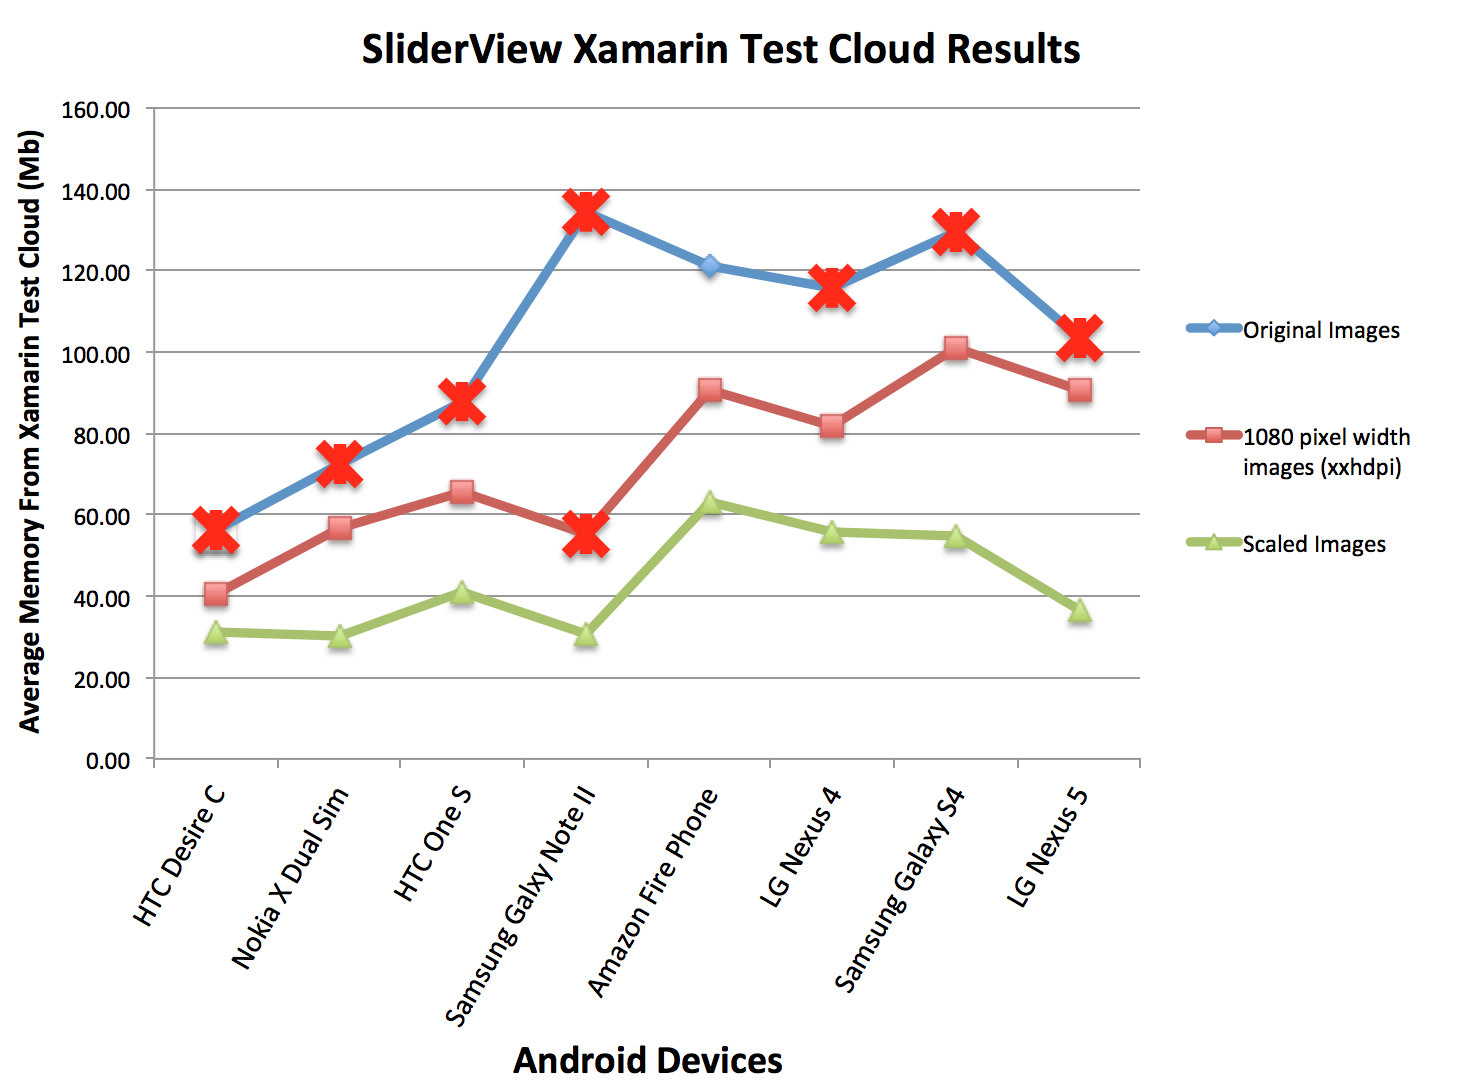 SliderView Xamarin Test Cloud Results
Average Memory From Xamarin Test Cloud (Mb)
160.00
140.00
120.00
100.00
80.00
60.00
40.00
20.00
0.00
HTC Desire C
Nokia X Dual Sim
HTC One S
Samsung Galxy Note II
Amazon Fire Phone
LG Nexus 4
Samsung Galaxy S4
LG Nexus 5
Android Devices
Original Images
1080 pixel width
images (xxhdpi)
Scaled Images